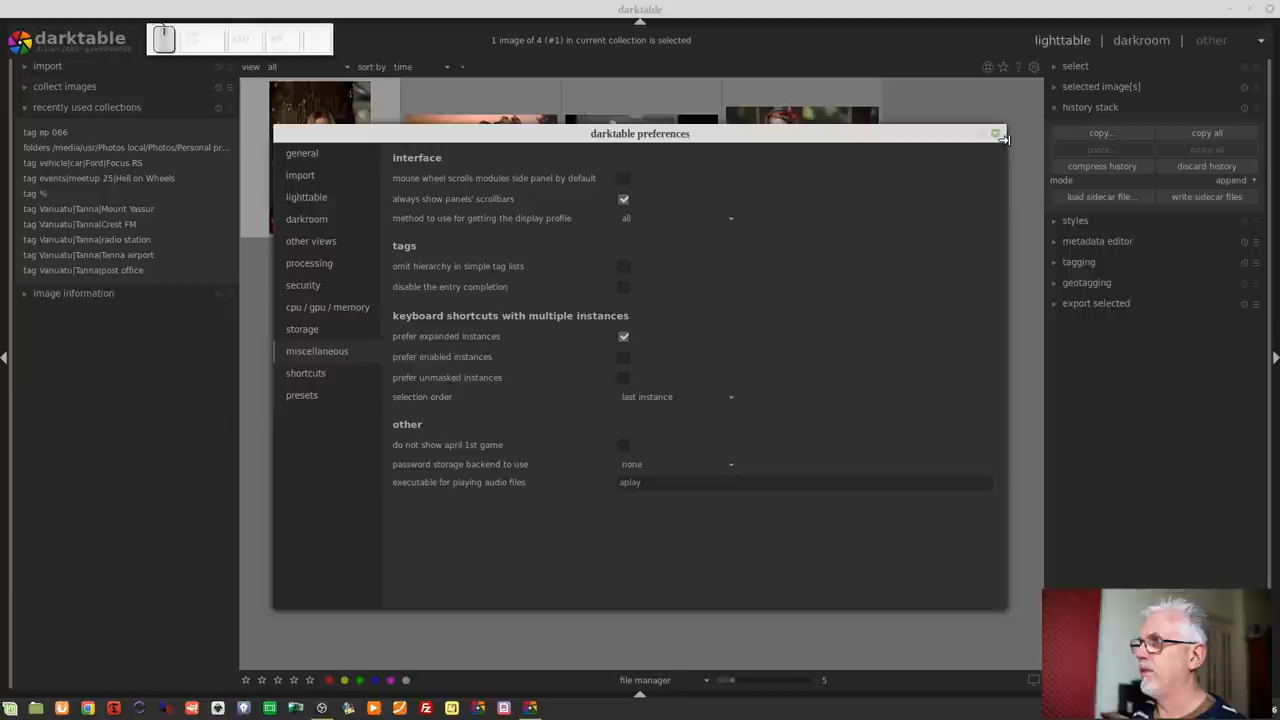 darktable
darktable
1 image of 4 (#1) in current collection is selected
lighttable | darkroom | other
import
collect images
recently used collections
tag ep 066
folders /media/usr/Photos local/Photos/Personal pr...
tag vehicle|car|Ford|Focus RS
tag events|meetup 25|Hell on Wheels
tag %
tag Vanuatu|Tanna|Mount Yassur
tag Vanuatu|Tanna|Crest FM
tag Vanuatu|Tanna|radio station
tag Vanuatu|Tanna|Tanna airport
tag Vanuatu|Tanna|post office
image information
view all sort by time
darktable preferences
general
import
lighttable
darkroom
other views
processing
security
cpu / gpu / memory
storage
miscellaneous
shortcuts
presets
interface
mouse wheel scrolls modules side panel by default
always show panels' scrollbars
method to use for getting the display profile all
tags
omit hierarchy in simple tag lists
disable the entry completion
keyboard shortcuts with multiple instances
prefer expanded instances
prefer enabled instances
prefer unmasked instances
selection order last instance
other
do not show april 1st game
password storage backend to use none
executable for playing audio files aplay
select
selected image[s]
history stack
copy... copy all
paste... paste all
compress history discard history
mode append
load sidecar file... write sidecar files
styles
metadata editor
tagging
geotagging
export selected
file manager 5